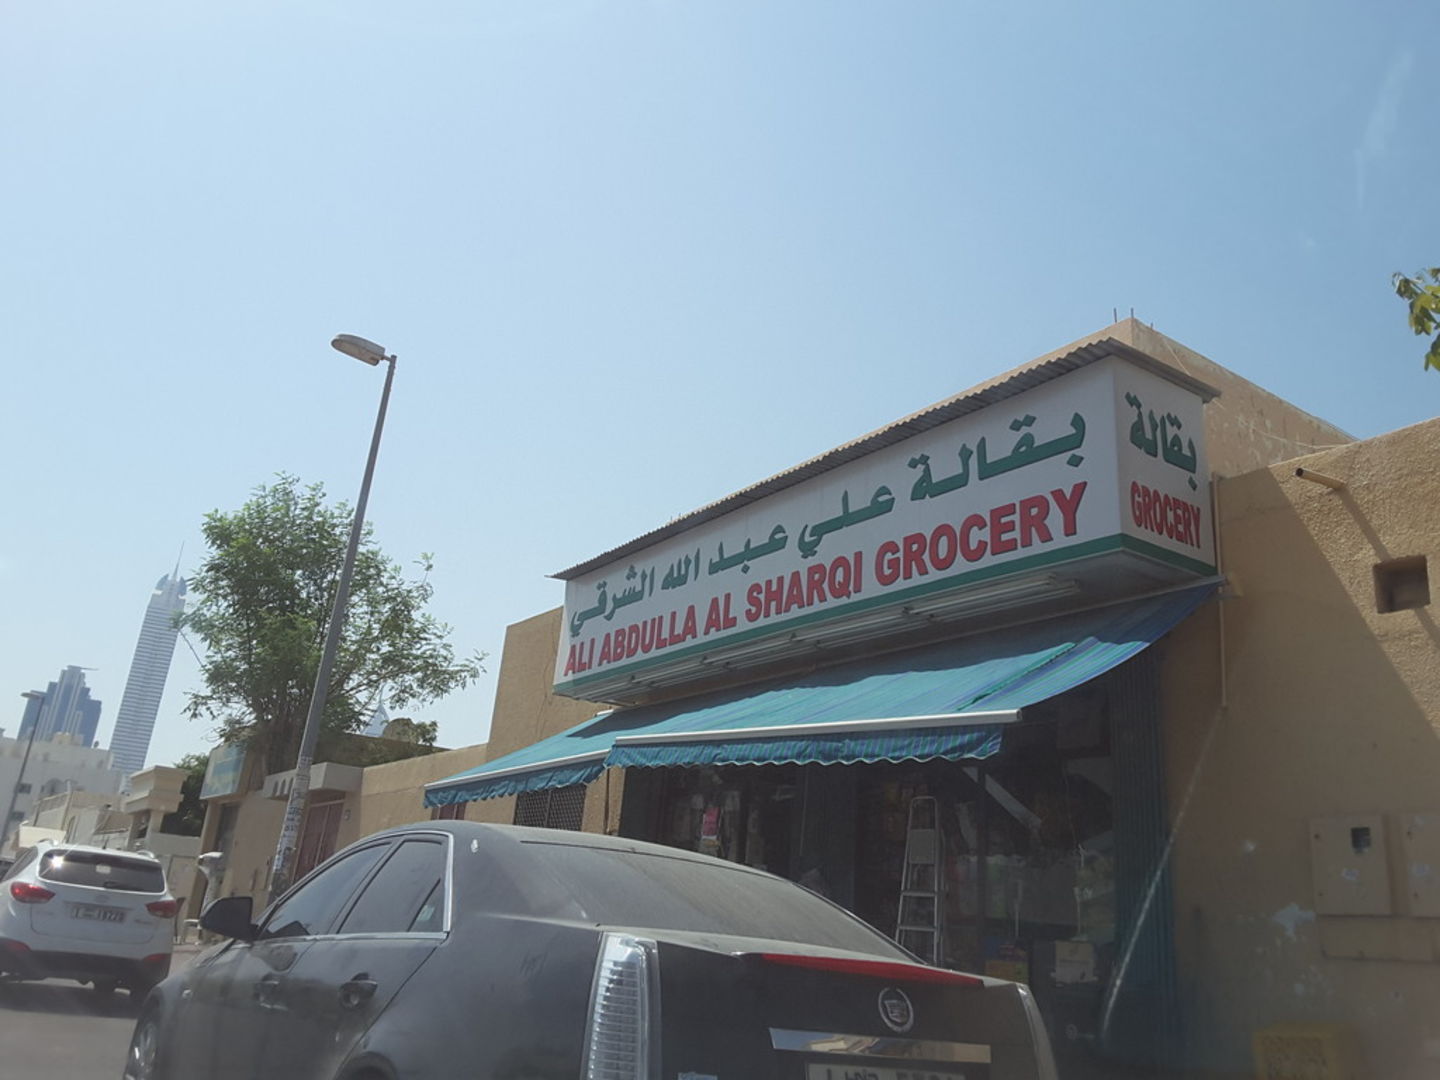 بقالة علي عبد الله الشرقي
ALI ABDULLA AL SHARQI GROCERY
بقالة
GROCERY